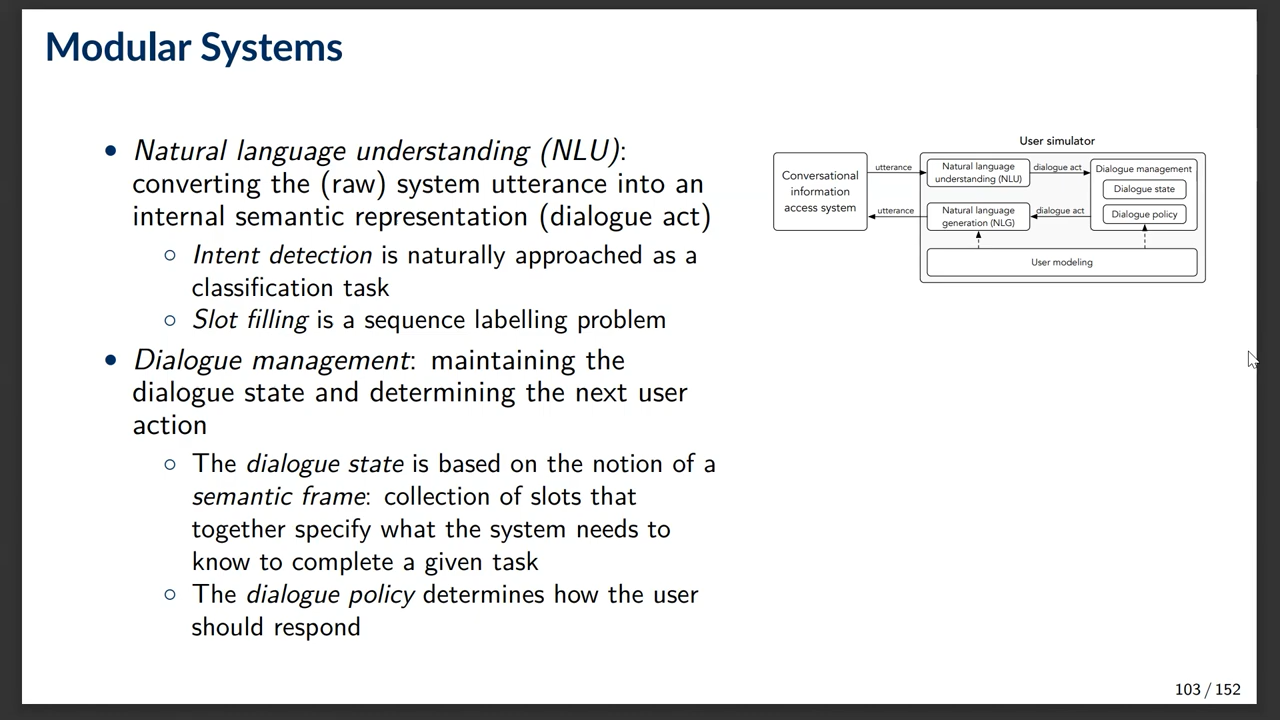 Modular Systems
• Natural language understanding (NLU):
converting the (raw) system utterance into an
internal semantic representation (dialogue act)
◦ Intent detection is naturally approached as a
classification task
◦ Slot filling is a sequence labelling problem
• Dialogue management: maintaining the
dialogue state and determining the next user
action
◦ The dialogue state is based on the notion of a
semantic frame: collection of slots that
together specify what the system needs to
know to complete a given task
◦ The dialogue policy determines how the user
should respond
User simulator
Conversational
information
access system
utterance
utterance
Natural language
understanding (NLU)
dialogue act
Natural language
generation (NLG)
dialogue act
Dialogue management
Dialogue state
Dialogue policy
User modeling
103 / 152